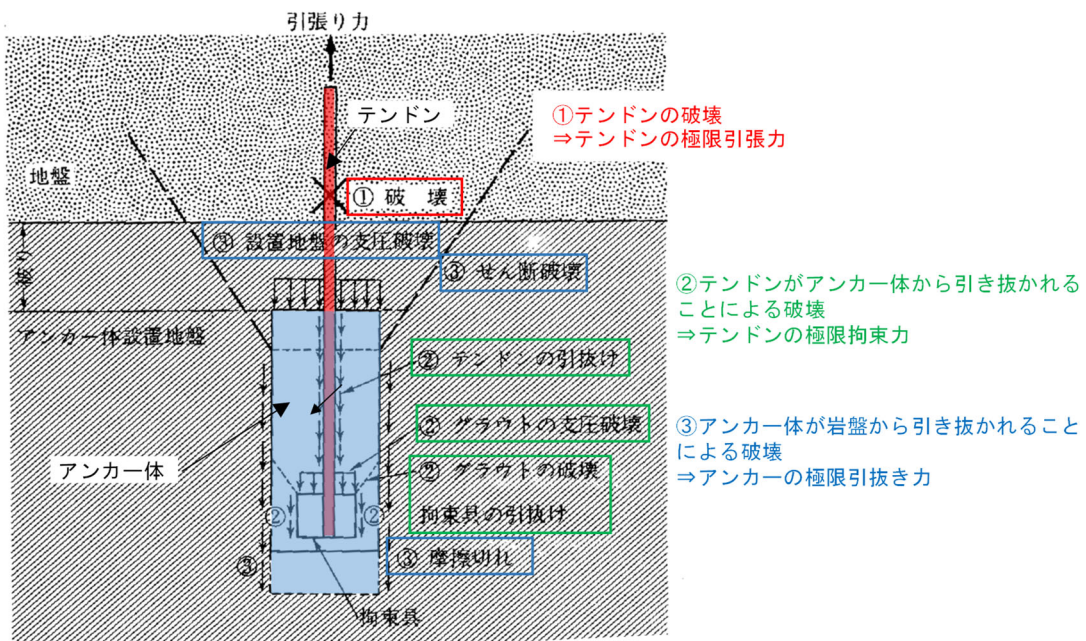 引張り力
テンドン
①テンドンの破壊
⇒テンドンの極限引張力
地盤
① 破 壊
③ 設置地盤の支圧破壊
③ せん断破壊
被り
②テンドンがアンカー体から引き抜かれる
ことによる破壊
⇒テンドンの極限拘束力
アンカー体設置地盤
② テンドンの引抜け
② グラウトの支圧破壊
③アンカー体が岩盤から引き抜かれること
による破壊
⇒アンカーの極限引抜き力
アンカー体
② グラウトの破壊
拘束具の引抜け
②
②
③ 摩擦切れ
③
拘束具